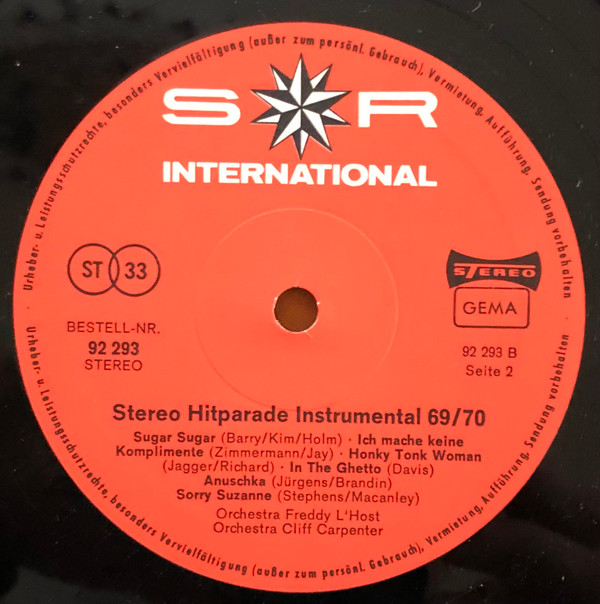 Urheber- u. Leistungsschutzrechte, besonders Vervielfältigung (außer zum persönl. Gebrauch), Vermietung, Aufführung, Sendung vorbehalten
S R
INTERNATIONAL
ST 33
STEREO
GEMA
BESTELL-NR.
92 293
STEREO
92 293 B
Seite 2
Stereo Hitparade Instrumental 69/70
Sugar Sugar (Barry/Kim/Holm) · Ich mache keine
Komplimente (Zimmermann/Jay) · Honky Tonk Woman
(Jagger/Richard) · In The Ghetto (Davis)
Anuschka (Jürgens/Brandin)
Sorry Suzanne (Stephens/Macanley)
Orchestra Freddy L'Host
Orchestra Cliff Carpenter
Urheber- u. Leistungsschutzrechte, besonders Vervielfältigung (außer zum persönl. Gebrauch), Vermietung, Aufführung, Sendung vorbehalten